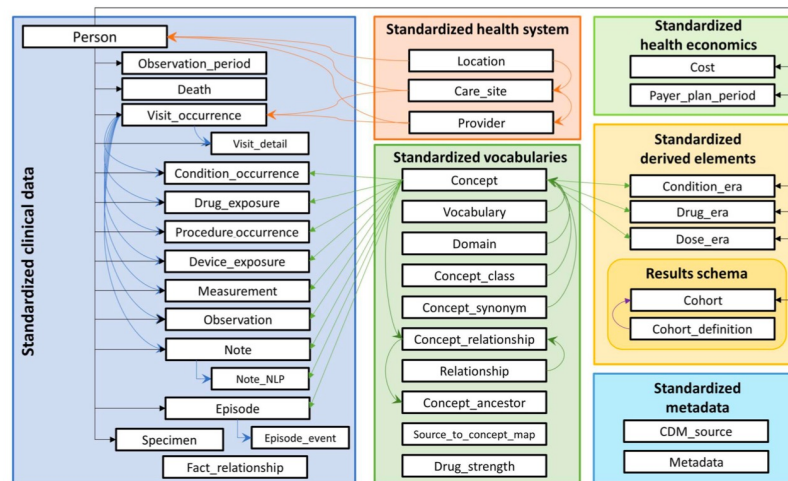 Standardized clinical data
Person
Observation_period
Death
Visit_occurrence
Visit_detail
Condition_occurrence
Drug_exposure
Procedure_occurrence
Device_exposure
Measurement
Observation
Note
Note_NLP
Episode
Specimen
Episode_event
Fact_relationship
Standardized health system
Location
Care_site
Provider
Standardized vocabularies
Concept
Vocabulary
Domain
Concept_class
Concept_synonym
Concept_relationship
Relationship
Concept_ancestor
Source_to_concept_map
Drug_strength
Standardized
health economics
Cost
Payer_plan_period
Standardized
derived elements
Condition_era
Drug_era
Dose_era
Results schema
Cohort
Cohort_definition
Standardized
metadata
CDM_source
Metadata